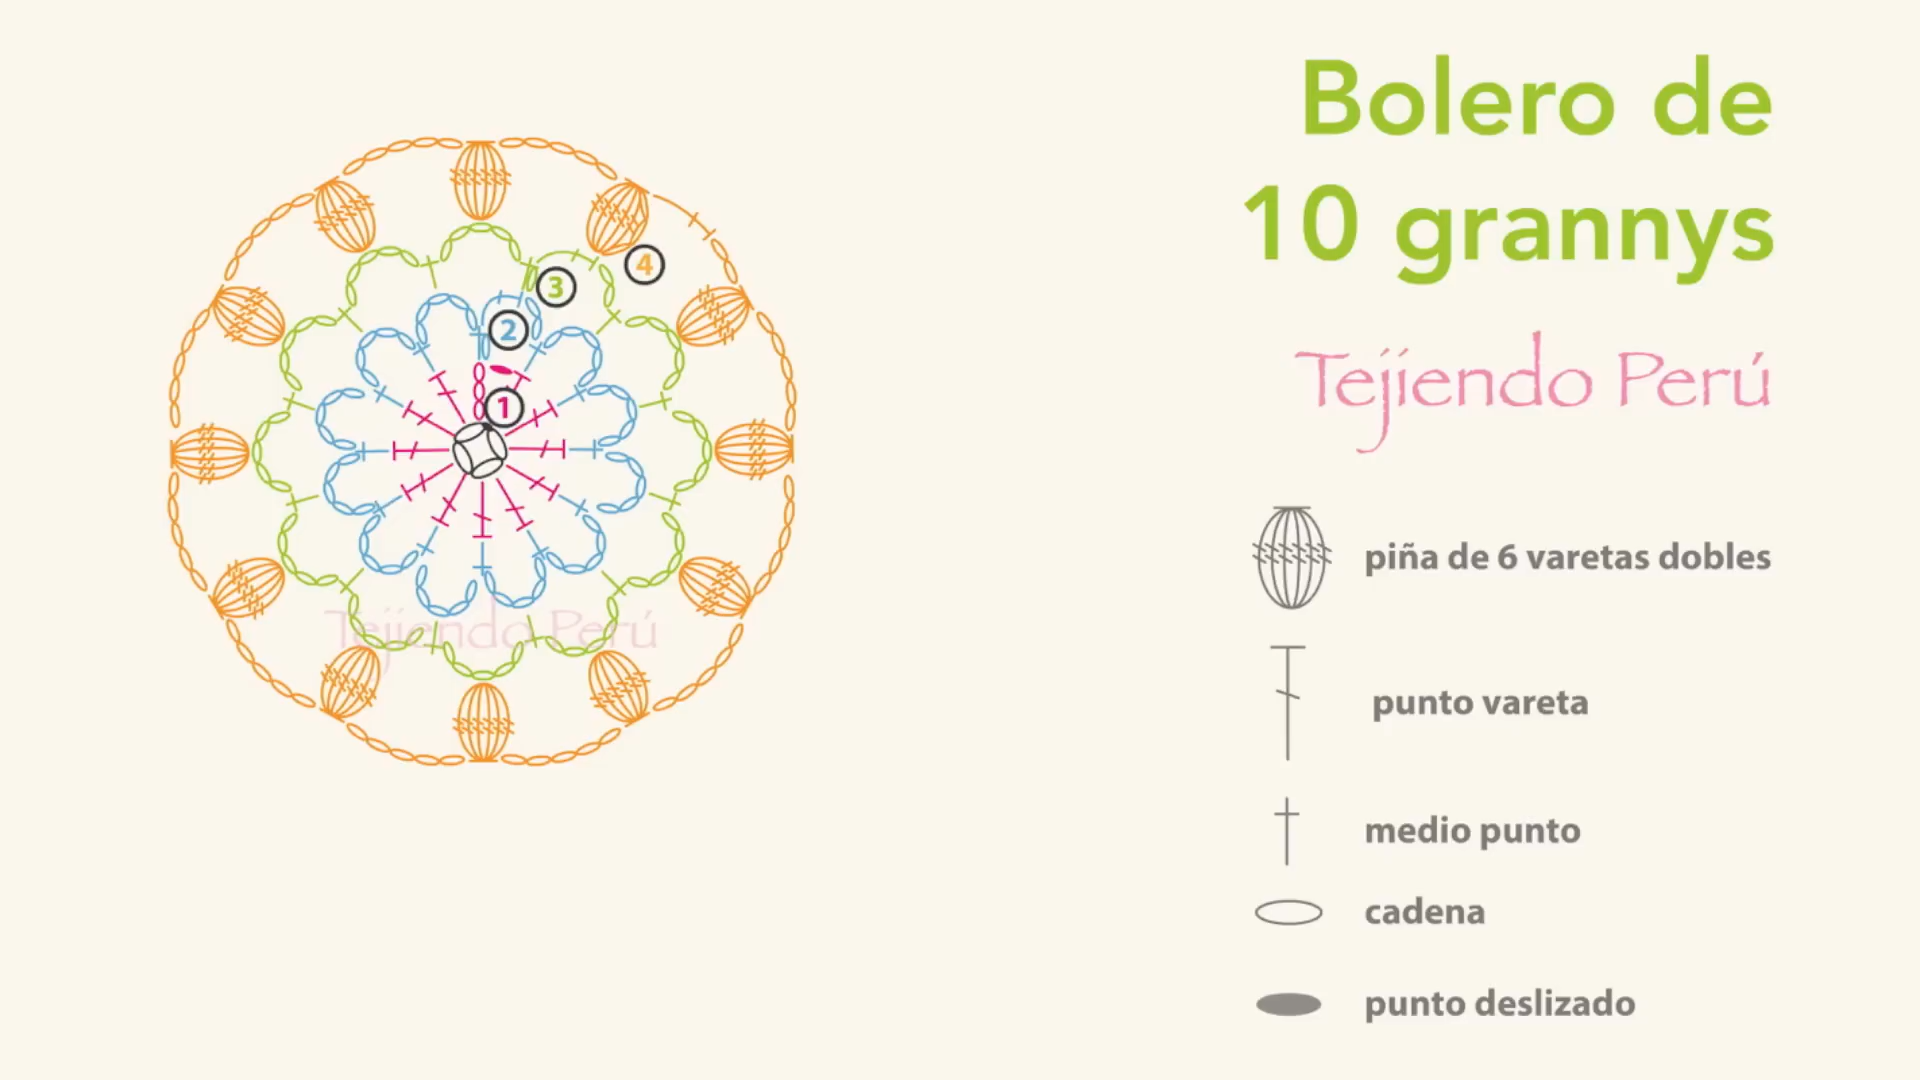 Bolero de
10 grannys
Tejiendo Perú
4
3
2
1
Tejiendo Perú
piña de 6 varetas dobles
punto vareta
medio punto
cadena
punto deslizado